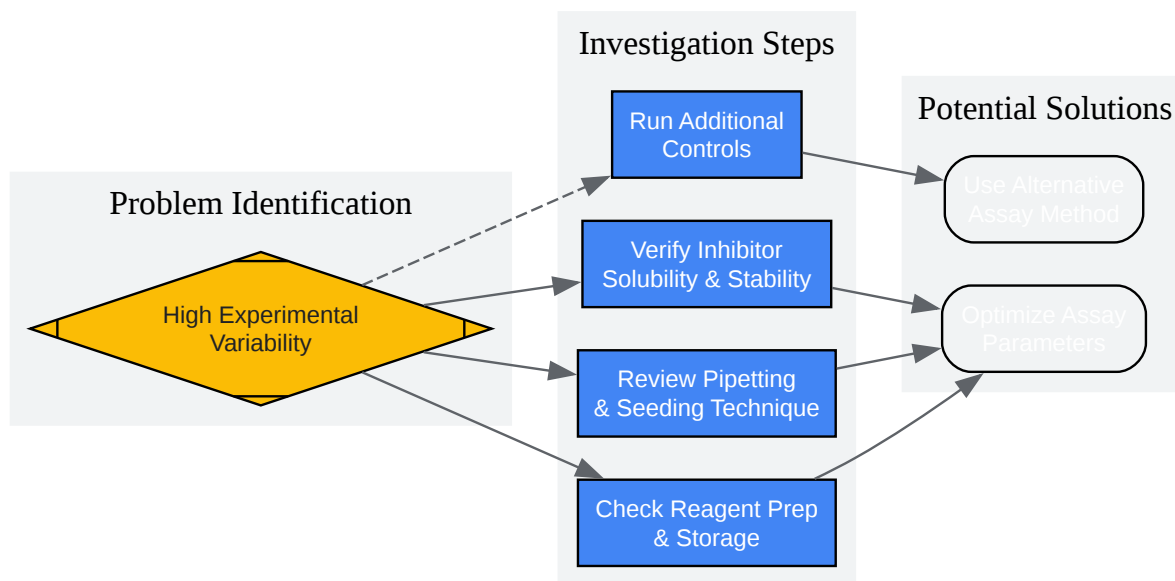 Problem Identification
High Experimental
Variability
Investigation Steps
Run Additional
Controls
Verify Inhibitor
Solubility & Stability
Review Pipetting
& Seeding Technique
Check Reagent Prep
& Storage
Potential Solutions
Use Alternative
Assay Method
Optimize Assay
Parameters